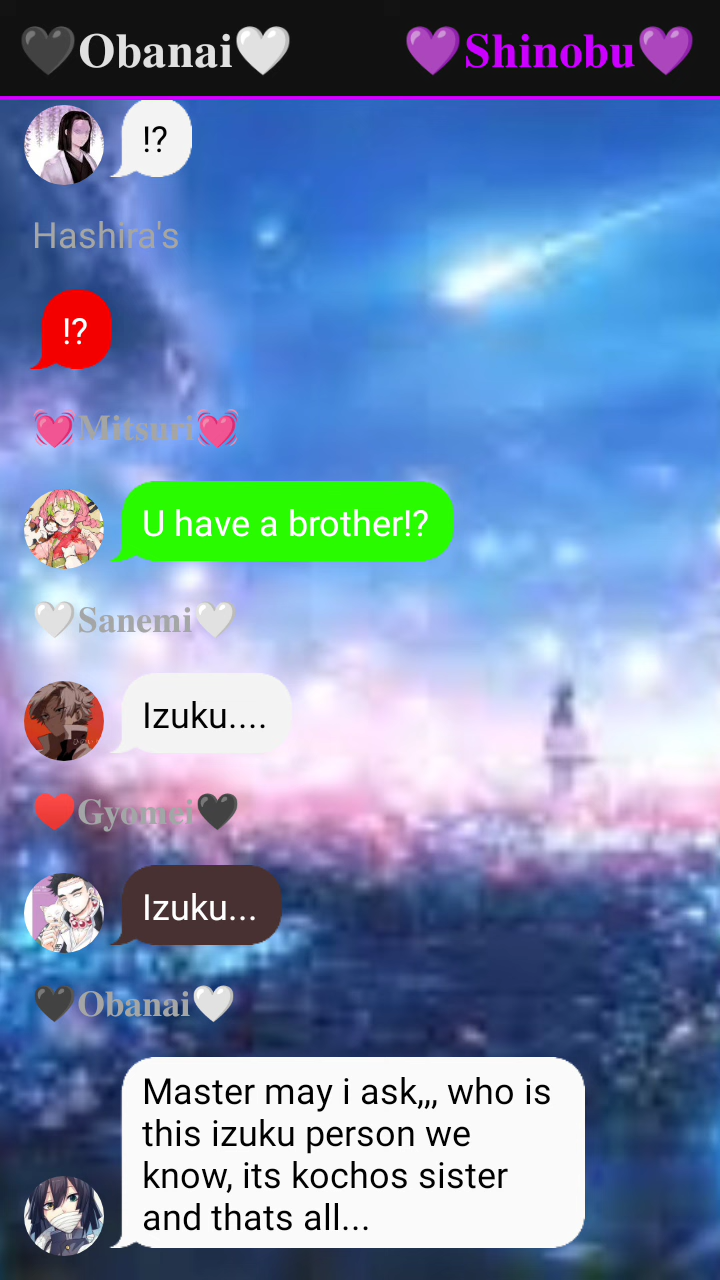 🖤Obanai🤍 💜Shinobu💜
!?
Hashira's
!?
💓Mitsuri💓
U have a brother!?
🤍Sanemi🤍
Izuku....
❤️Gyomei🖤
Izuku...
🖤Obanai🤍
Master may i ask,,, who is
this izuku person we
know, its kochos sister
and thats all...